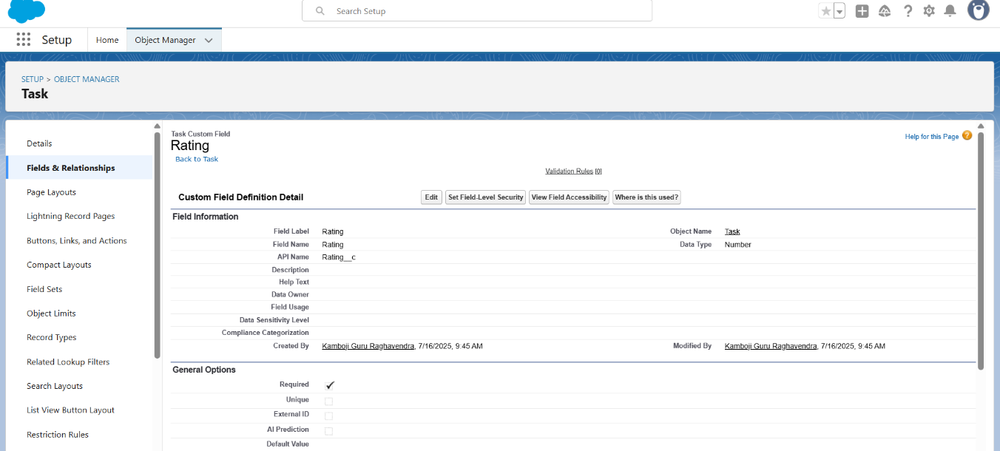 Search Setup
Setup Home Object Manager
SETUP > OBJECT MANAGER
Task
Details
Fields & Relationships
Page Layouts
Lightning Record Pages
Buttons, Links, and Actions
Compact Layouts
Field Sets
Object Limits
Record Types
Related Lookup Filters
Search Layouts
List View Button Layout
Restriction Rules
Task Custom Field
Rating
Back to Task
Help for this Page ?
Validation Rules [0]
Custom Field Definition Detail Edit Set Field-Level Security View Field Accessibility Where is this used?
Field Information
Field Label Rating Object Name Task
Field Name Rating Data Type Number
API Name Rating__c
Description
Help Text
Data Owner
Field Usage
Data Sensitivity Level
Compliance Categorization
Created By Kamboji Guru Raghavendra, 7/16/2025, 9:45 AM Modified By Kamboji Guru Raghavendra, 7/16/2025, 9:45 AM
General Options
Required
Unique
External ID
AI Prediction
Default Value